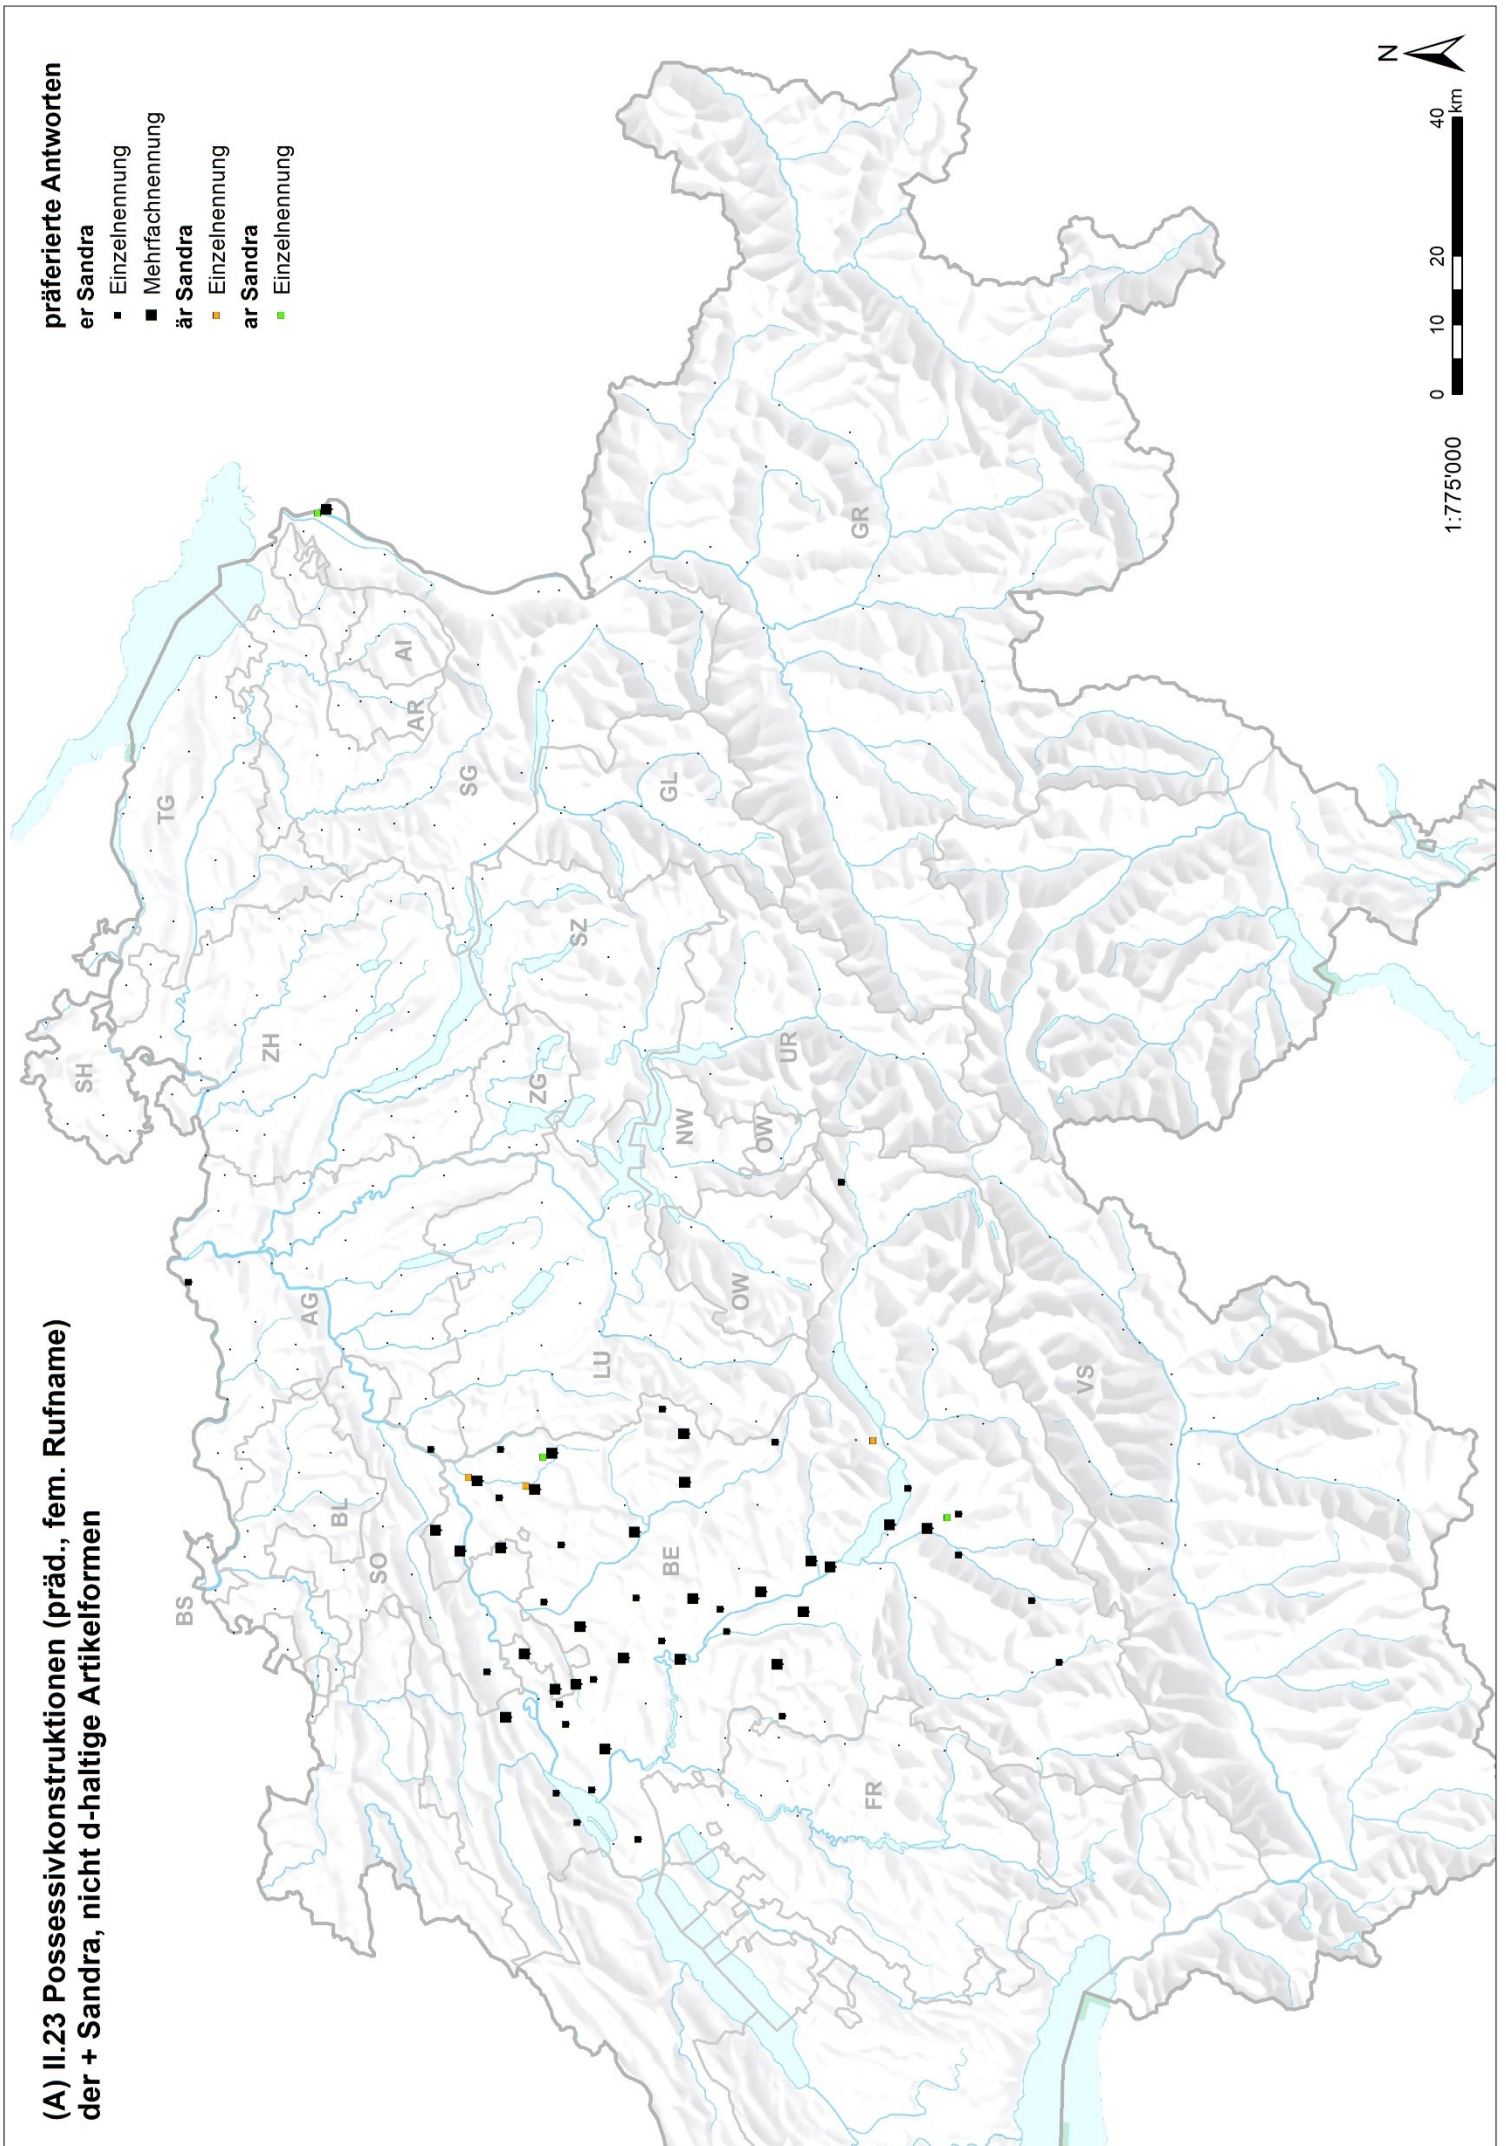 (A) II.23 Possessivkonstruktionen (präd., fem. Rufname)
der + Sandra, nicht d-haltige Artikelformen
präferierte Antworten
er Sandra
Einzelnennung
Mehrfachnennung
är Sandra
Einzelnennung
ar Sandra
Einzelnennung
BS
SH
TG
BL
AG
ZH
SO
AI
AR
SG
LU
ZG
SZ
GL
BE
NW
OW
OW
UR
GR
FR
VS
N
1:775'000
0 10 20 40
km